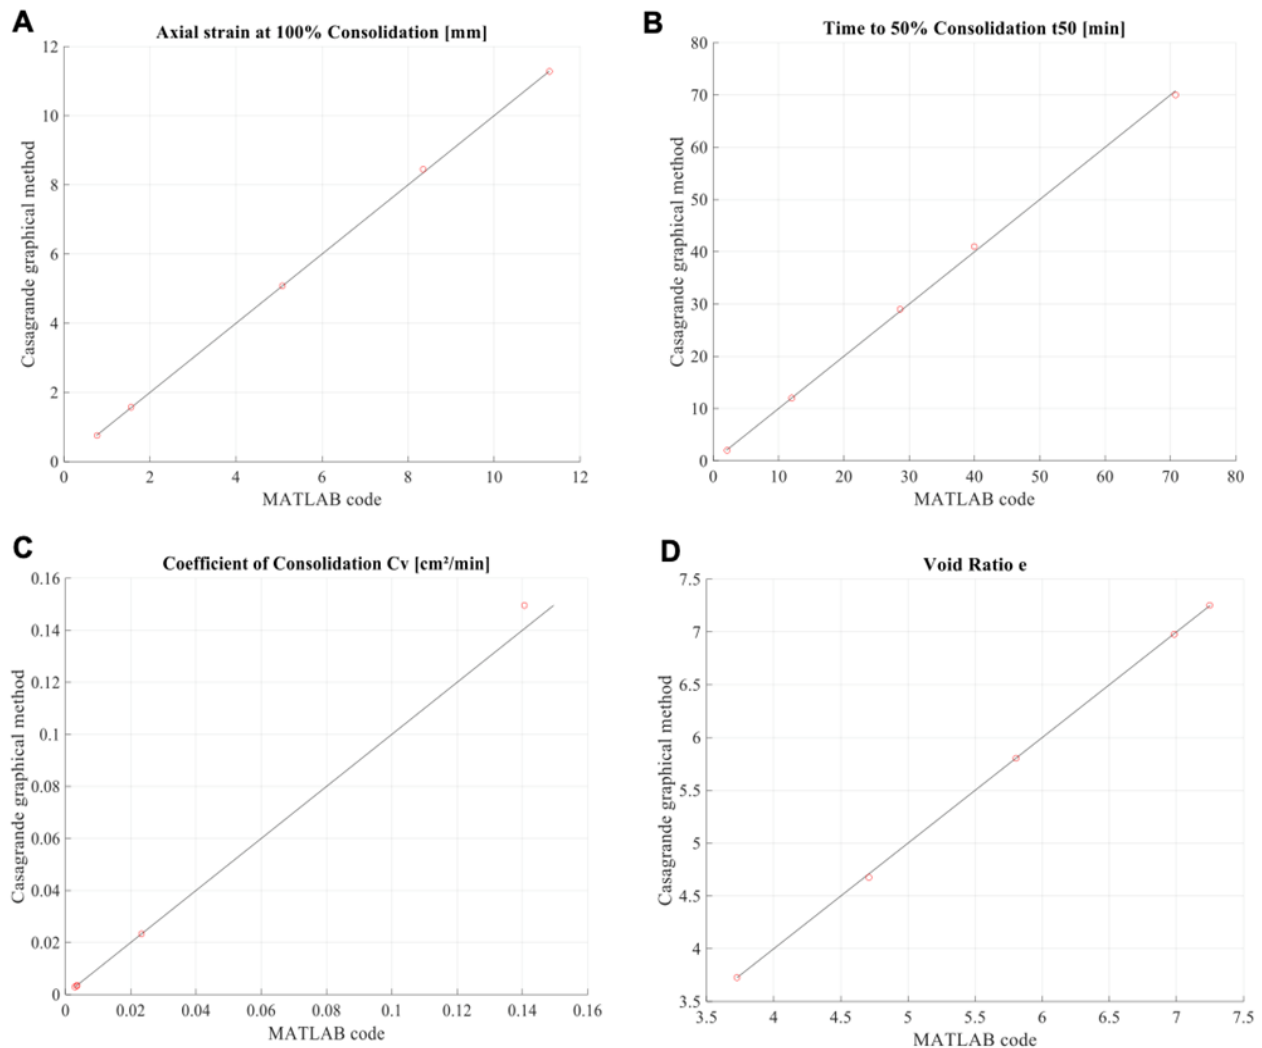 A
Axial strain at 100% Consolidation [mm]
12
10
8
6
4
2
0
0 2 4 6 8 10 12
Casagrande graphical method
MATLAB code
B
Time to 50% Consolidation t50 [min]
80
70
60
50
40
30
20
10
0
0 10 20 30 40 50 60 70 80
Casagrande graphical method
MATLAB code
C
Coefficient of Consolidation Cv [cm²/min]
0.16
0.14
0.12
0.1
0.08
0.06
0.04
0.02
0
0 0.02 0.04 0.06 0.08 0.1 0.12 0.14 0.16
Casagrande graphical method
MATLAB code
D
Void Ratio e
7.5
7
6.5
6
5.5
5
4.5
4
3.5
3.5 4 4.5 5 5.5 6 6.5 7 7.5
Casagrande graphical method
MATLAB code